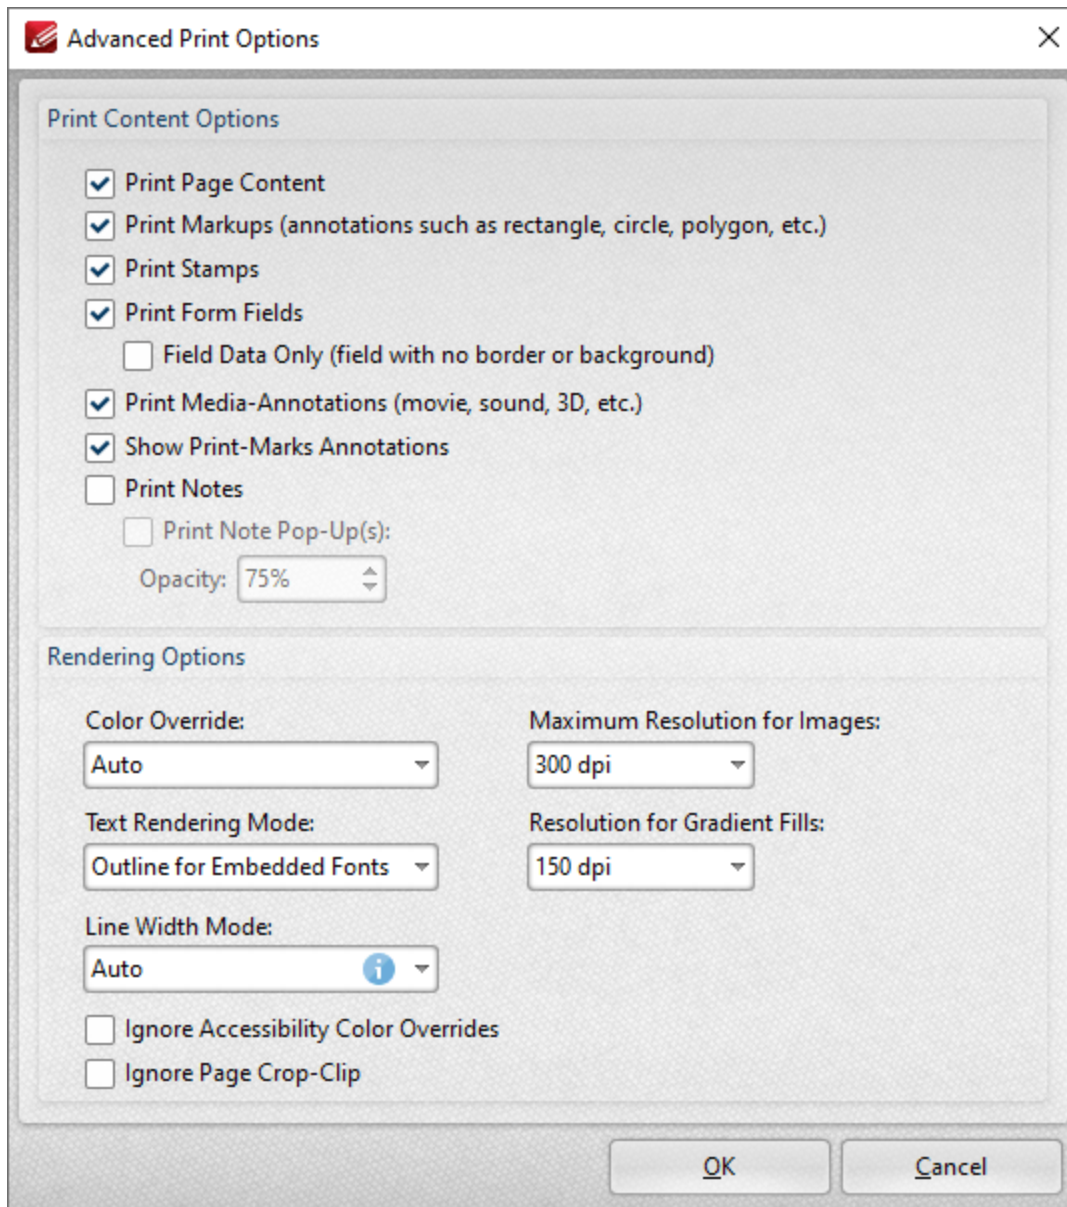 Advanced Print Options
Print Content Options
Print Page Content
Print Markups (annotations such as rectangle, circle, polygon, etc.)
Print Stamps
Print Form Fields
Field Data Only (field with no border or background)
Print Media-Annotations (movie, sound, 3D, etc.)
Show Print-Marks Annotations
Print Notes
Print Note Pop-Up(s):
Opacity: 75%
Rendering Options
Color Override: Maximum Resolution for Images:
Auto 300 dpi
Text Rendering Mode: Resolution for Gradient Fills:
Outline for Embedded Fonts 150 dpi
Line Width Mode:
Auto i
Ignore Accessibility Color Overrides
Ignore Page Crop-Clip
OK Cancel